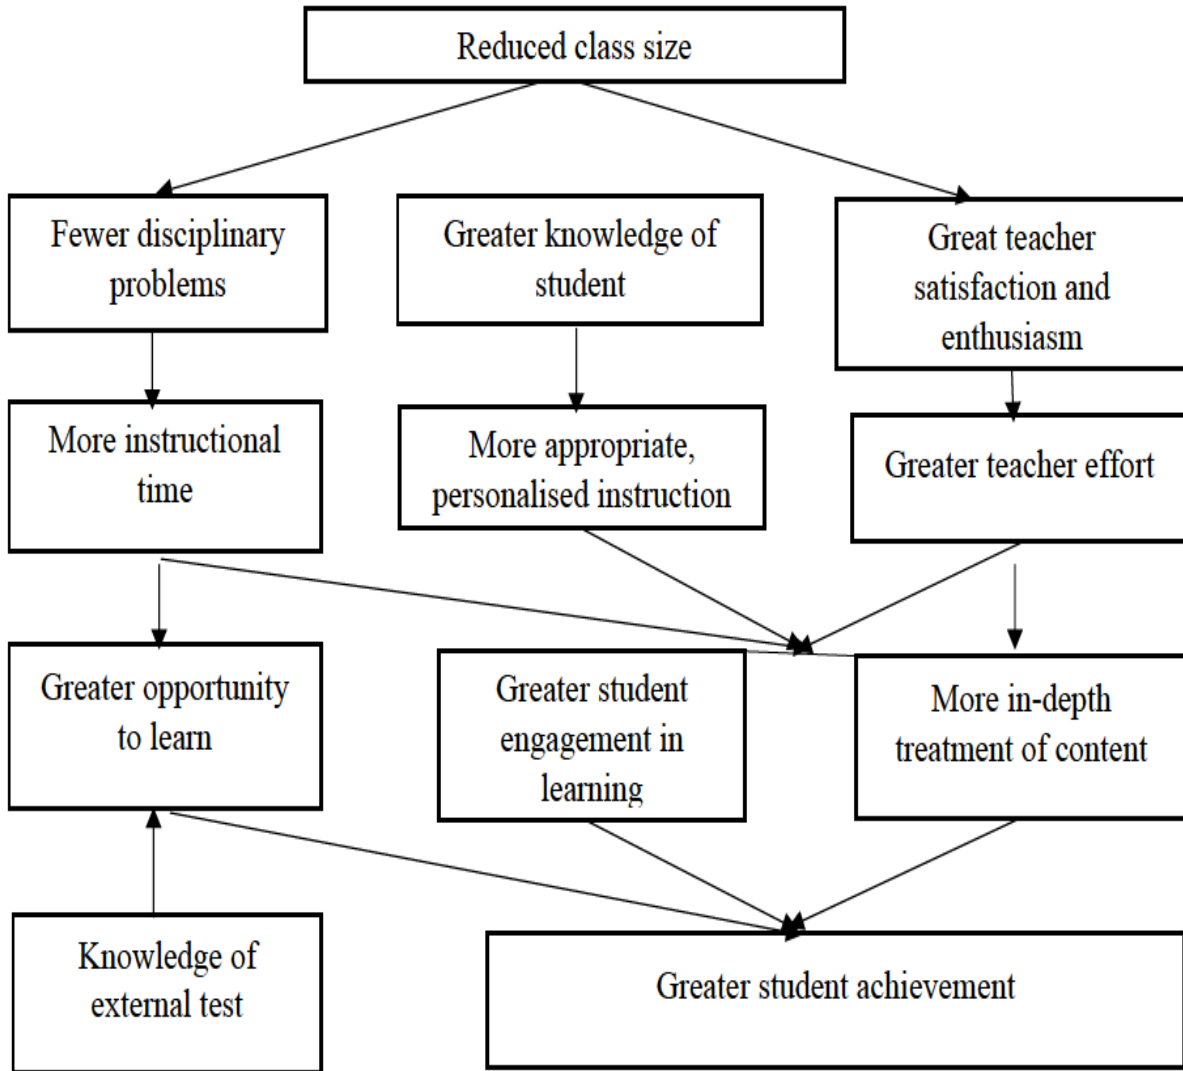 Reduced class size
Fewer disciplinary
problems
Greater knowledge of
student
Great teacher
satisfaction and
enthusiasm
More instructional
time
More appropriate,
personalised instruction
Greater teacher effort
Greater opportunity
to learn
Greater student
engagement in
learning
More in-depth
treatment of content
Knowledge of
external test
Greater student achievement